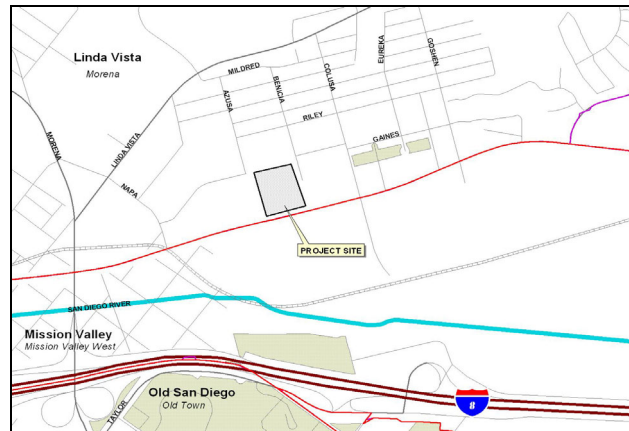 Linda Vista
Morena
MILDRED
EUREKA
GOSHEN
COLUSA
BENICIA
AZUSA
RILEY
GAINES
MORENA
LINDA VISTA
NAPA
PROJECT SITE
SAN DIEGO RIVER
Mission Valley
Mission Valley West
Old San Diego
Old Town
TAYLOR
8